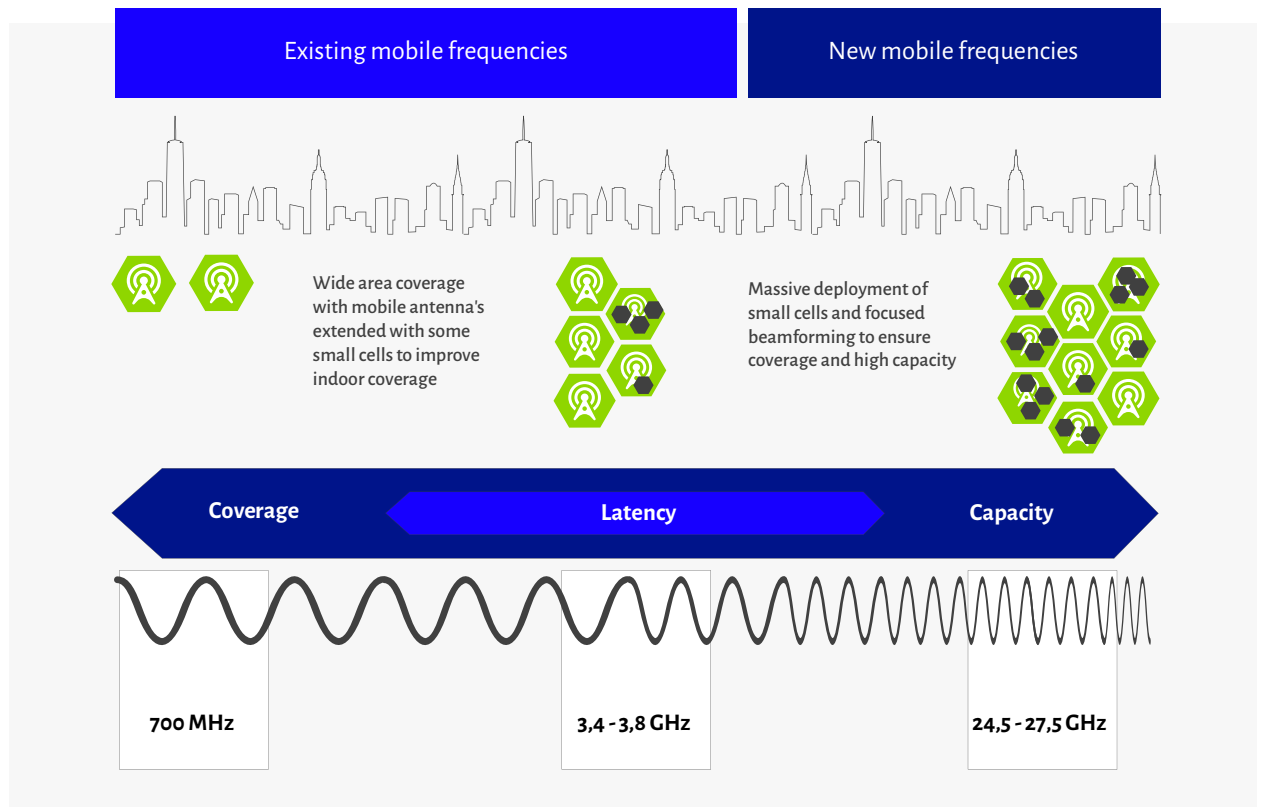 Existing mobile frequencies
New mobile frequencies
Wide area coverage
with mobile antenna's
extended with some
small cells to improve
indoor coverage
Massive deployment of
small cells and focused
beamforming to ensure
coverage and high capacity
Coverage
Latency
Capacity
700 MHz
3,4 - 3,8 GHz
24,5 - 27,5 GHz